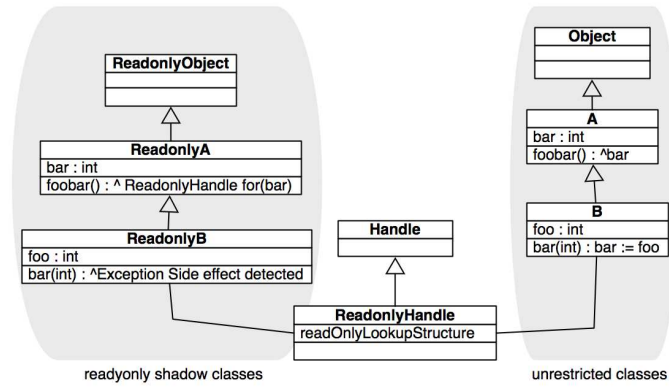 ReadonlyObject
ReadonlyA
bar : int
foobar() : ^ ReadonlyHandle for(bar)
ReadonlyB
foo : int
bar(int) : ^Exception Side effect detected
readyonly shadow classes
Handle
ReadonlyHandle
readOnlyLookupStructure
Object
A
bar : int
foobar() : ^bar
B
foo : int
bar(int) : bar := foo
unrestricted classes